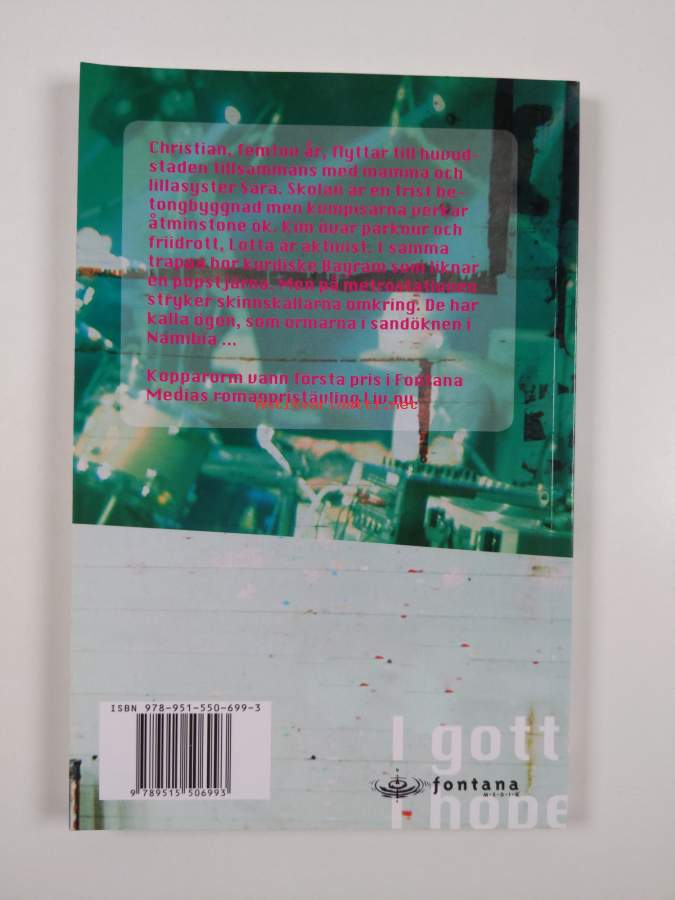 Christian, femton år, flyttar till huvud-
staden tillsammans med mamma och
lillasyster Sara. Skolan är en trist be-
tongbyggnad men kompisarna verkar
åtminstone ok. Kim övar parkour och
friidrott, Lotta är aktivist. I samma
trappa bor kurdiske Bayram som liknar
en popstjärna. Men på metrostationen
stryker skinnskallarna omkring. De har
kalla ögon, som ormarna i sandöknen i
Namibia ...
Kopparorm vann första pris i Fontana
Medias romanpristävling Liv nu.
ISBN 978-951-550-699-3
9 789515 506993
I gott
fontana
MEDIA
I hope